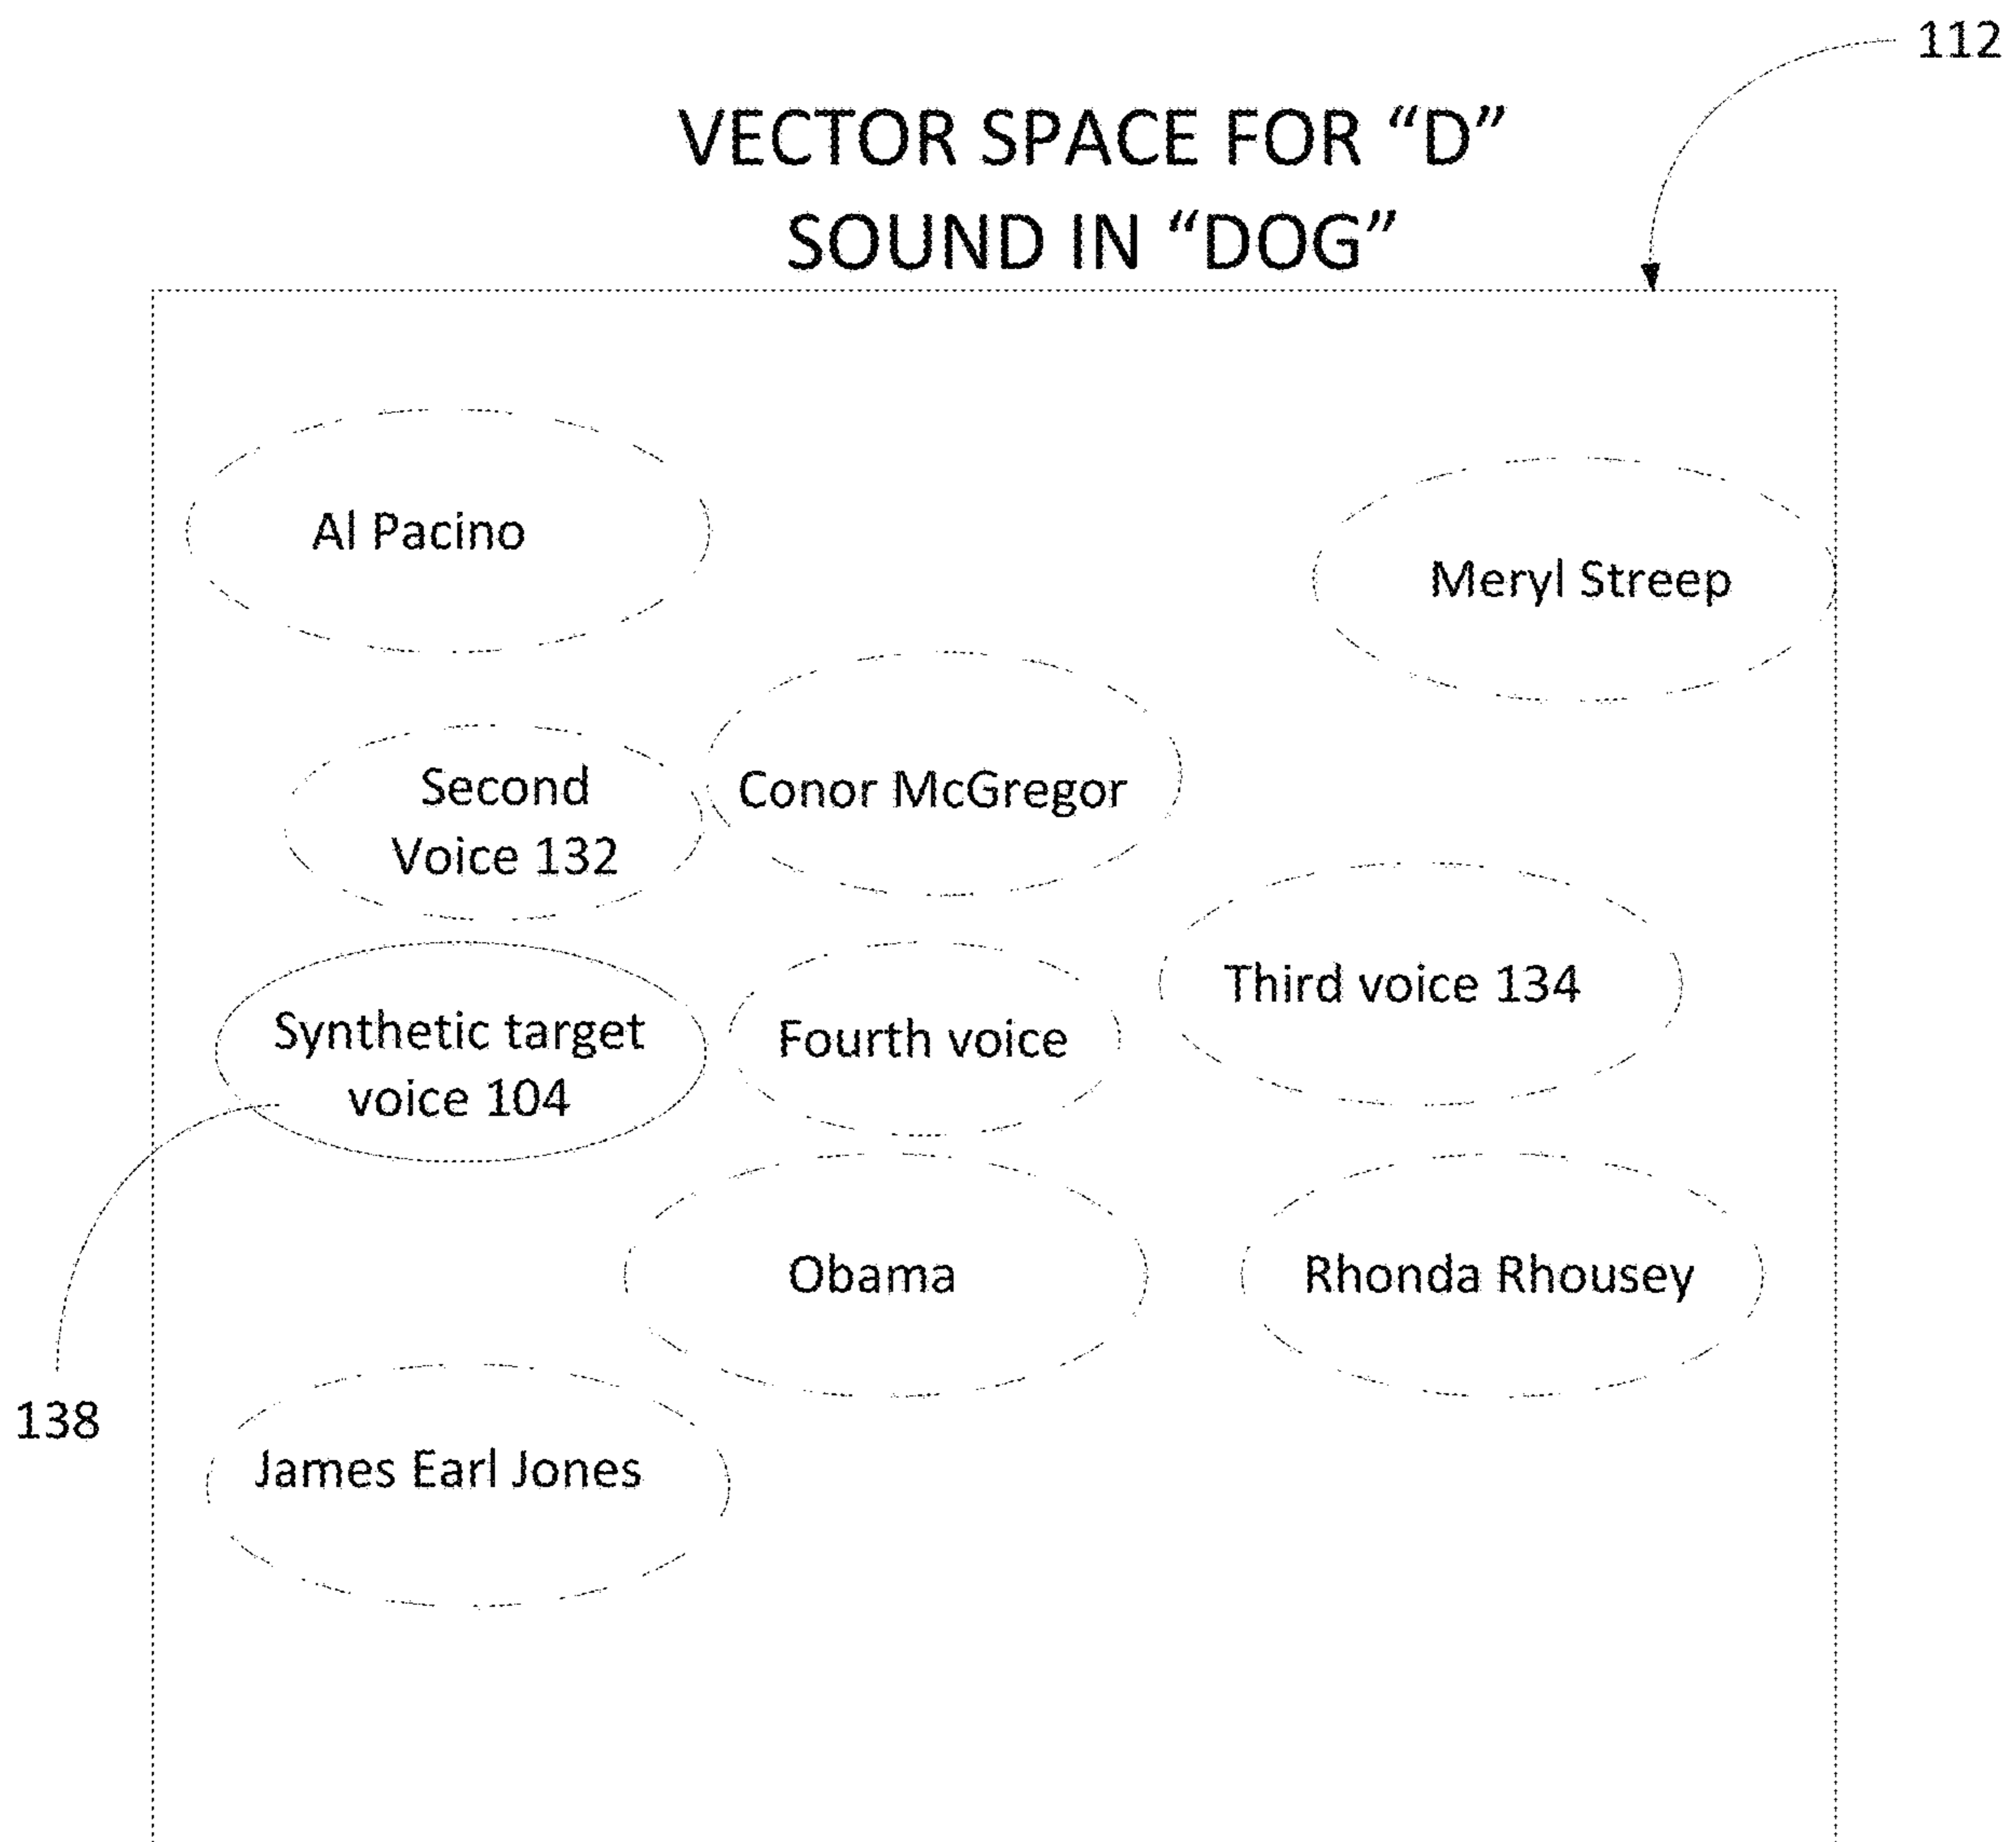 112
VECTOR SPACE FOR “D”
SOUND IN “DOG”
Al Pacino
Meryl Streep
Second
Voice 132
Conor McGregor
Third voice 134
Synthetic target
voice 104
Fourth voice
Obama
Rhonda Rhousey
138
James Earl Jones